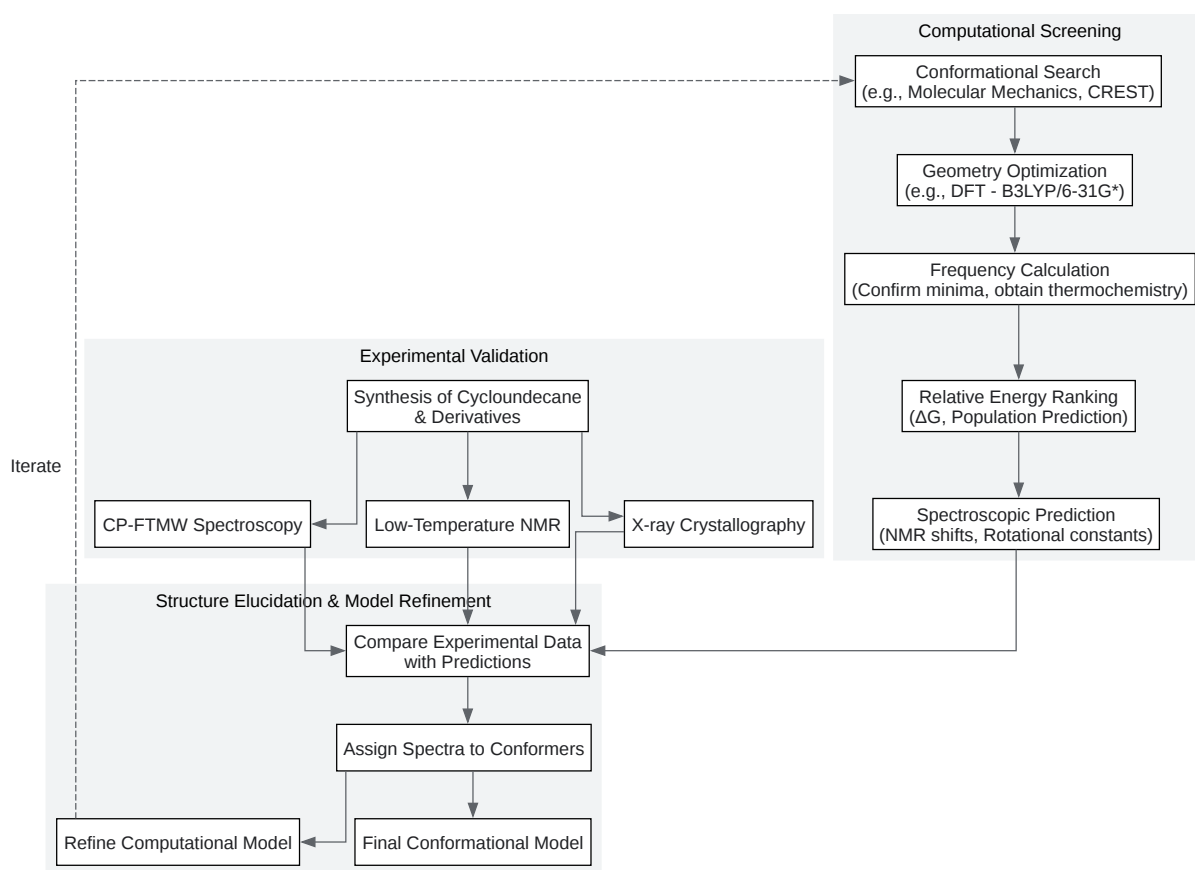 Computational Screening
Conformational Search
(e.g., Molecular Mechanics, CREST)
Geometry Optimization
(e.g., DFT - B3LYP/6-31G*)
Frequency Calculation
(Confirm minima, obtain thermochemistry)
Relative Energy Ranking
(ΔG, Population Prediction)
Spectroscopic Prediction
(NMR shifts, Rotational constants)
Experimental Validation
Synthesis of Cycloundecane
& Derivatives
CP-FTMW Spectroscopy
Low-Temperature NMR
X-ray Crystallography
Iterate
Structure Elucidation & Model Refinement
Compare Experimental Data
with Predictions
Assign Spectra to Conformers
Refine Computational Model
Final Conformational Model